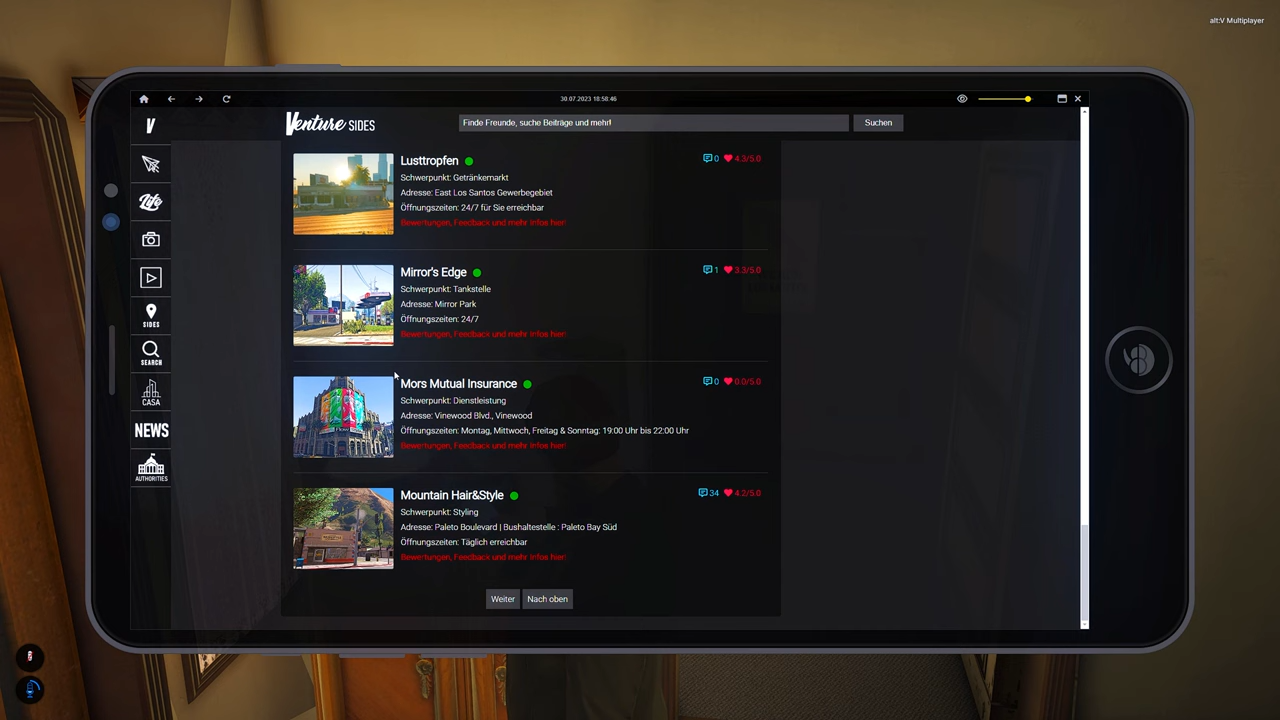 alt:V Multiplayer
30.07.2023 18:58:46
V
Venture SIDES
Finde Freunde, suche Beiträge und mehr!
Suchen
Life
SIDES
SEARCH
CASA
NEWS
AUTHORITIES
Lusttropfen
0 4.3/5.0
Schwerpunkt: Getränkemarkt
Adresse: East Los Santos Gewerbegebiet
Öffnungszeiten: 24/7 für Sie erreichbar
Bewertungen, Feedback und mehr Infos hier!
Mirror's Edge
1 3.3/5.0
Schwerpunkt: Tankstelle
Adresse: Mirror Park
Öffnungszeiten: 24/7
Bewertungen, Feedback und mehr Infos hier!
Mors Mutual Insurance
0 0.0/5.0
Schwerpunkt: Dienstleistung
Adresse: Vinewood Blvd., Vinewood
Öffnungszeiten: Montag, Mittwoch, Freitag & Sonntag: 19:00 Uhr bis 22:00 Uhr
Bewertungen, Feedback und mehr Infos hier!
Mountain Hair&Style
34 4.2/5.0
Schwerpunkt: Styling
Adresse: Paleto Boulevard | Bushaltestelle : Paleto Bay Süd
Öffnungszeiten: Täglich erreichbar
Bewertungen, Feedback und mehr Infos hier!
Weiter
Nach oben